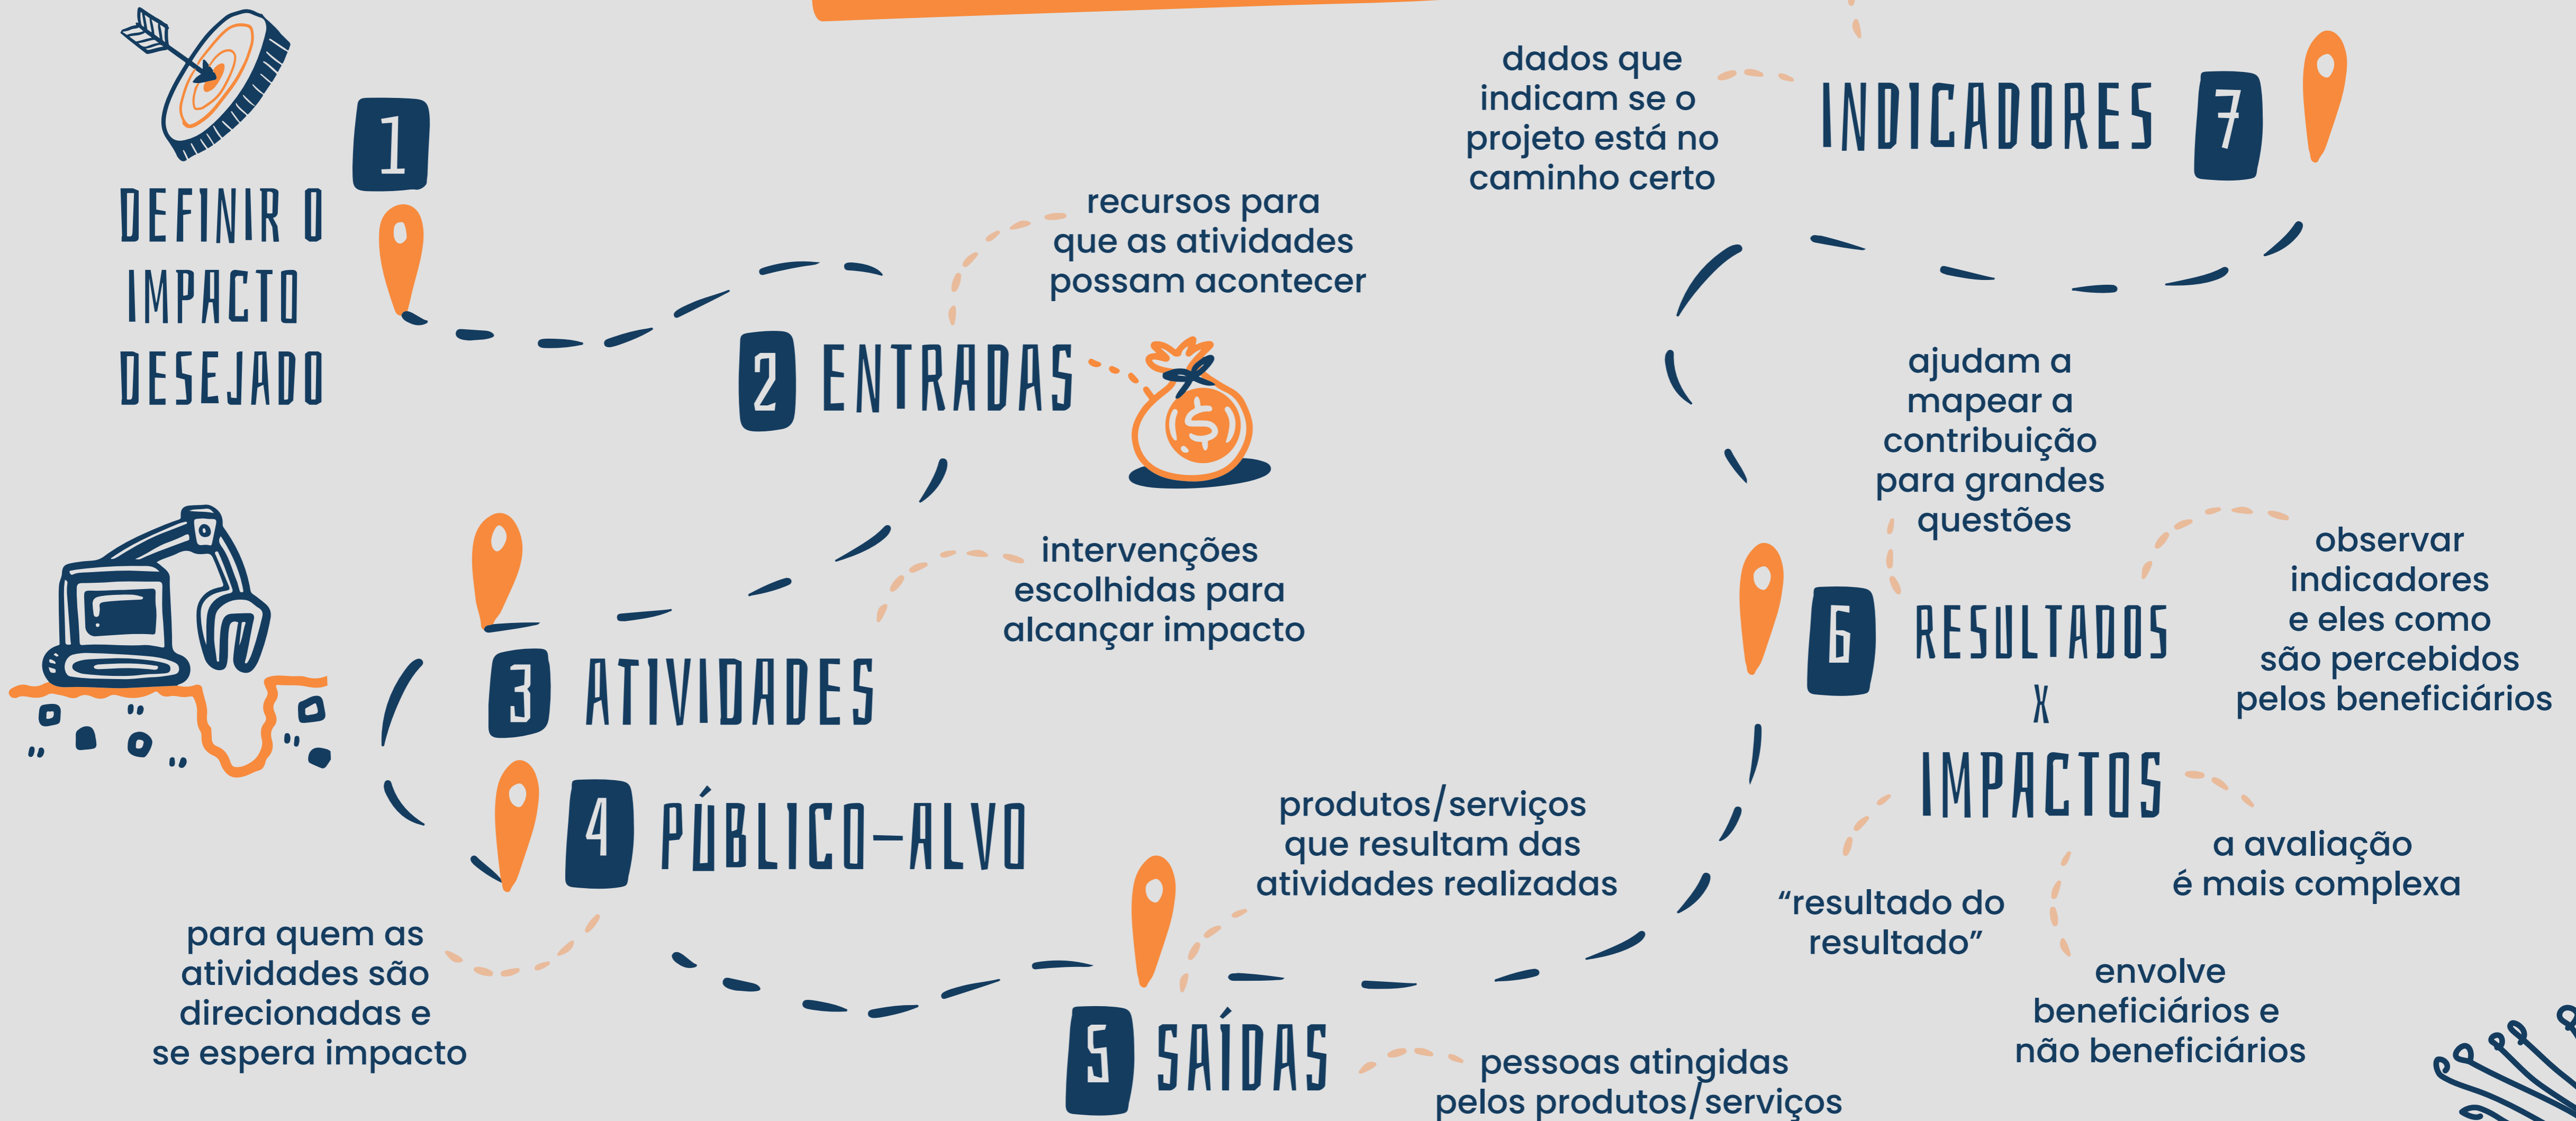 1
DEFINIR O
IMPACTO
DESEJADO
2 ENTRADAS
recursos para
que as atividades
possam acontecer
3 ATIVIDADES
intervenções
escolhidas para
alcançar impacto
4 PÚBLICO-ALVO
para quem as
atividades são
direcionadas e
se espera impacto
5 SAÍDAS
produtos/serviços
que resultam das
atividades realizadas
pessoas atingidas
pelos produtos/serviços
6 RESULTADOS
X
IMPACTOS
ajudam a
mapear a
contribuição
para grandes
questões
observar
indicadores
e eles como
são percebidos
pelos beneficiários
"resultado do
resultado"
a avaliação
é mais complexa
envolve
beneficiários e
não beneficiários
INDICADORES 7
dados que
indicam se o
projeto está no
caminho certo
$